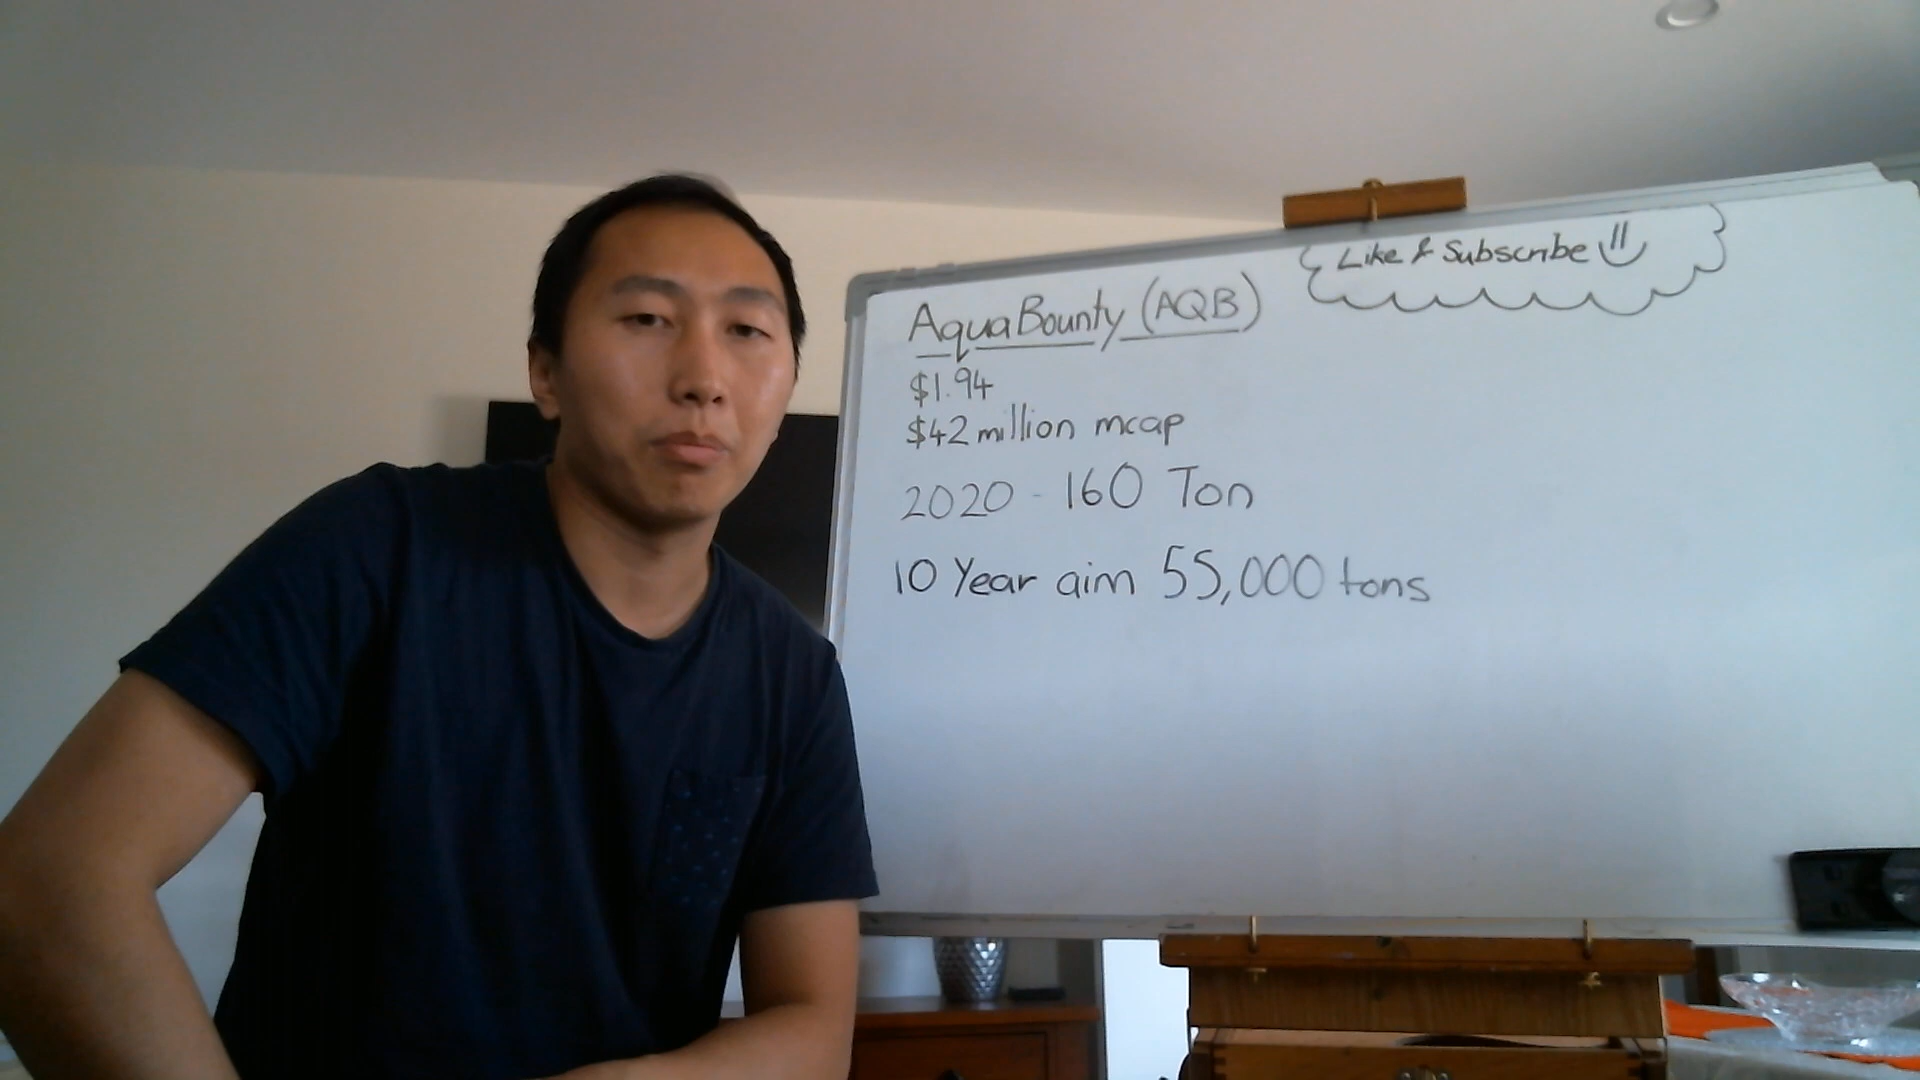 Like & Subscribe
AquaBounty (AQB)
$1.94
$42 million mcap
2020 - 160 Ton
10 Year aim 55,000 tons